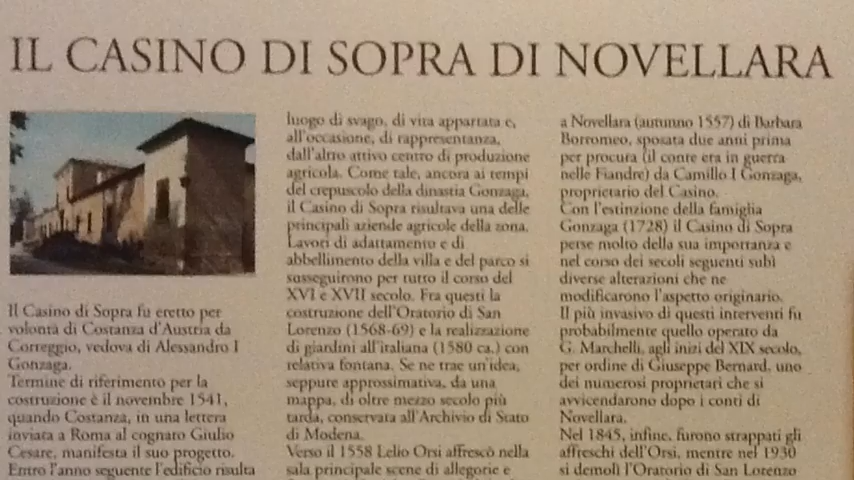 IL CASINO DI SOPRA DI NOVELLARA
Il Casino di Sopra fu eretto per
volontà di Costanza d'Austria da
Correggio, vedova di Alessandro I
Gonzaga.
Termine di riferimento per la
costruzione è il novembre 1541,
quando Costanza, in una lettera
inviata a Roma al cognato Giulio
Cesare, manifesta il suo progetto.
Entro l'anno seguente l'edificio risulta
luogo di svago, di vita appartata e,
all'occasione, di rappresentanza,
dall'altro attivo centro di produzione
agricola. Come tale, ancora ai tempi
del crepuscolo della dinastia Gonzaga,
il Casino di Sopra risultava una delle
principali aziende agricole della zona.
Lavori di adattamento e di
abbellimento della villa e del parco si
susseguirono per tutto il corso del
XVI e XVII secolo. Fra questi la
costruzione dell'Oratorio di San
Lorenzo (1568-69) e la realizzazione
di giardini all'italiana (1580 ca.) con
relativa fontana. Se ne trae un'idea,
seppure approssimativa, da una
mappa, di oltre mezzo secolo più
tarda, conservata all'Archivio di Stato
di Modena.
Verso il 1558 Lelio Orsi affrescò nella
sala principale scene di allegorie e
a Novellara (autunno 1557) di Barbara
Borromeo, sposata due anni prima
per procura (il conte era in guerra
nelle Fiandre) da Camillo I Gonzaga,
proprietario del Casino.
Con l'estinzione della famiglia
Gonzaga (1728) il Casino di Sopra
perse molto della sua importanza e
nel corso dei secoli seguenti subì
diverse alterazioni che ne
modificarono l'aspetto originario.
Il più invasivo di questi interventi fu
probabilmente quello operato da
G. Marchelli, agli inizi del XIX secolo,
per ordine di Giuseppe Bernard, uno
dei numerosi proprietari che si
avvicendarono dopo i conti di
Novellara.
Nel 1845, infine, furono strappati gli
affreschi dell'Orsi, mentre nel 1930
si demolì l'Oratorio di San Lorenzo